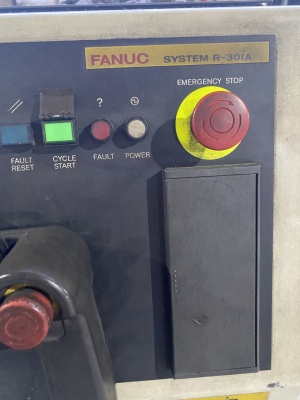 FANUC SYSTEM R-30iA
EMERGENCY STOP
?
FAULT RESET
CYCLE START
FAULT
POWER